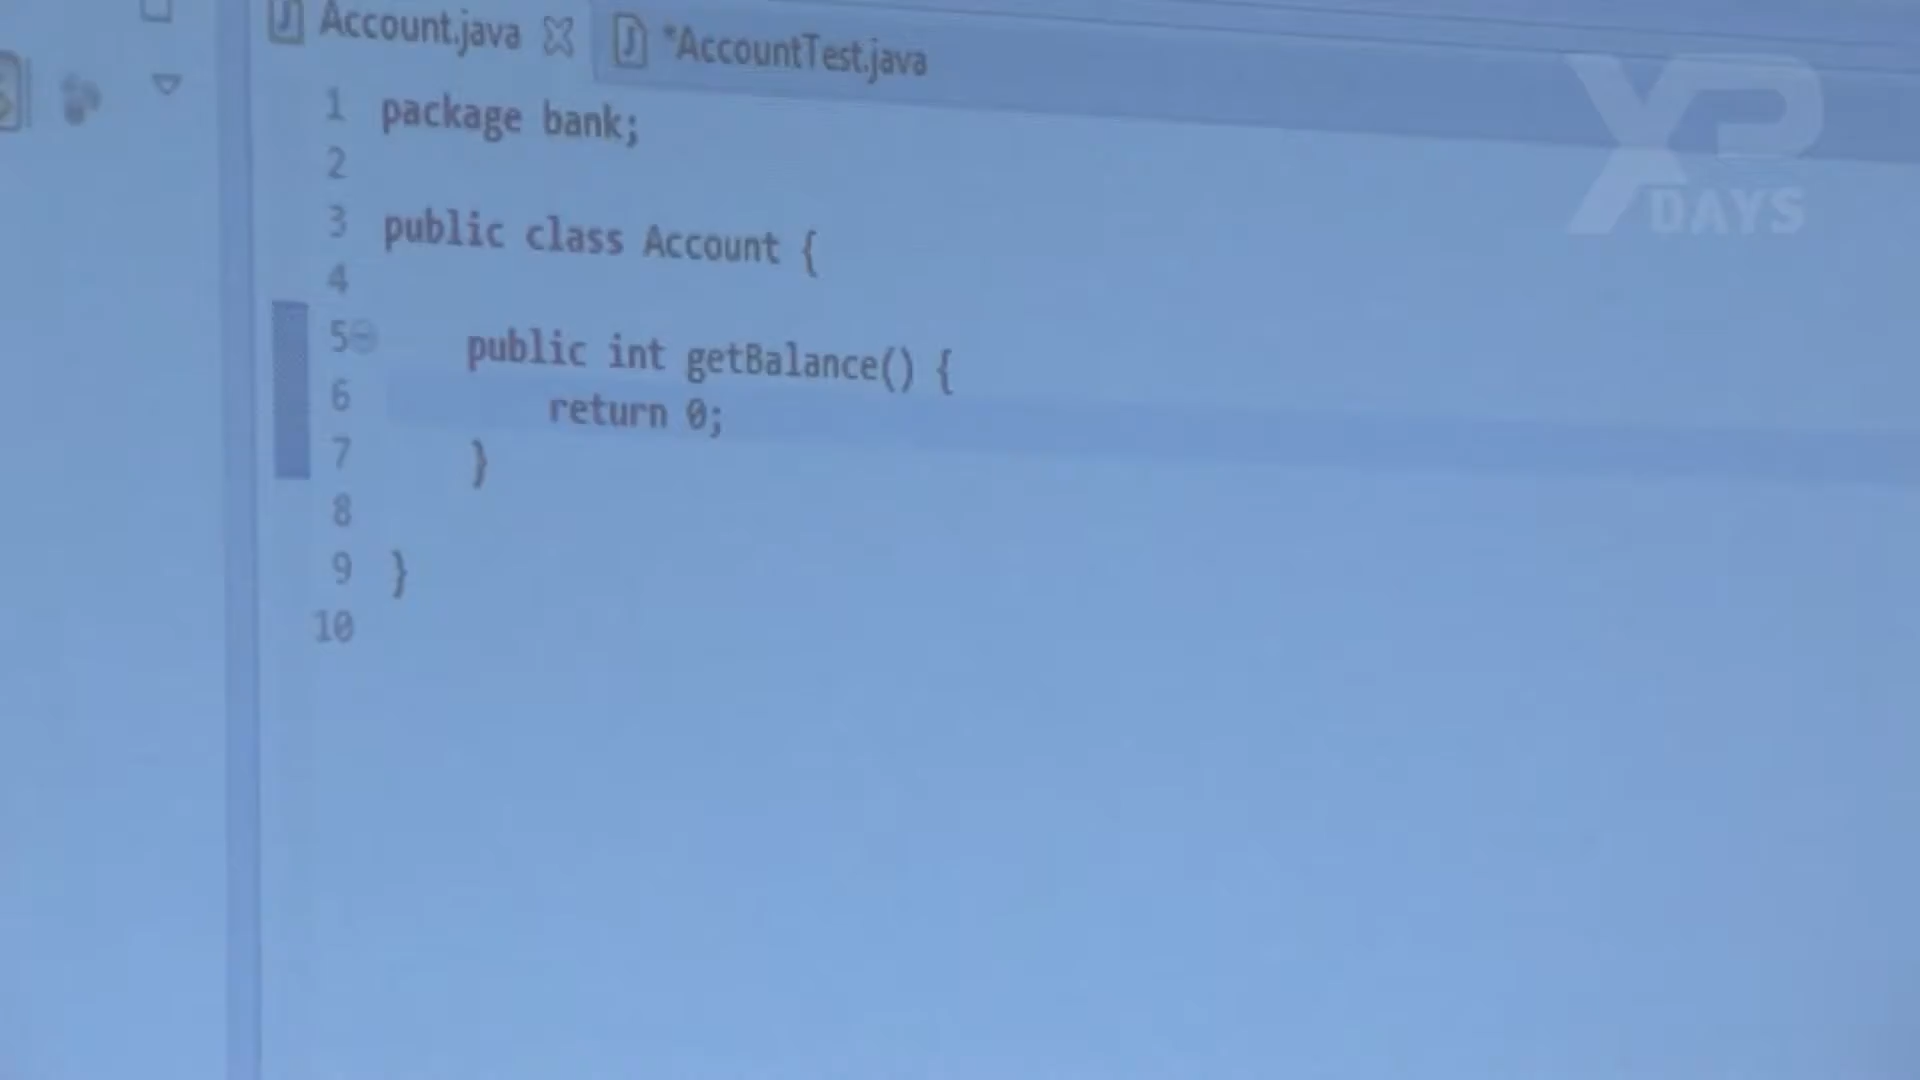 Account.java *AccountTest.java
1 package bank;
2
3 public class Account {
4
5 public int getBalance() {
6 return 0;
7 }
8
9 }
10
XP
DAYS